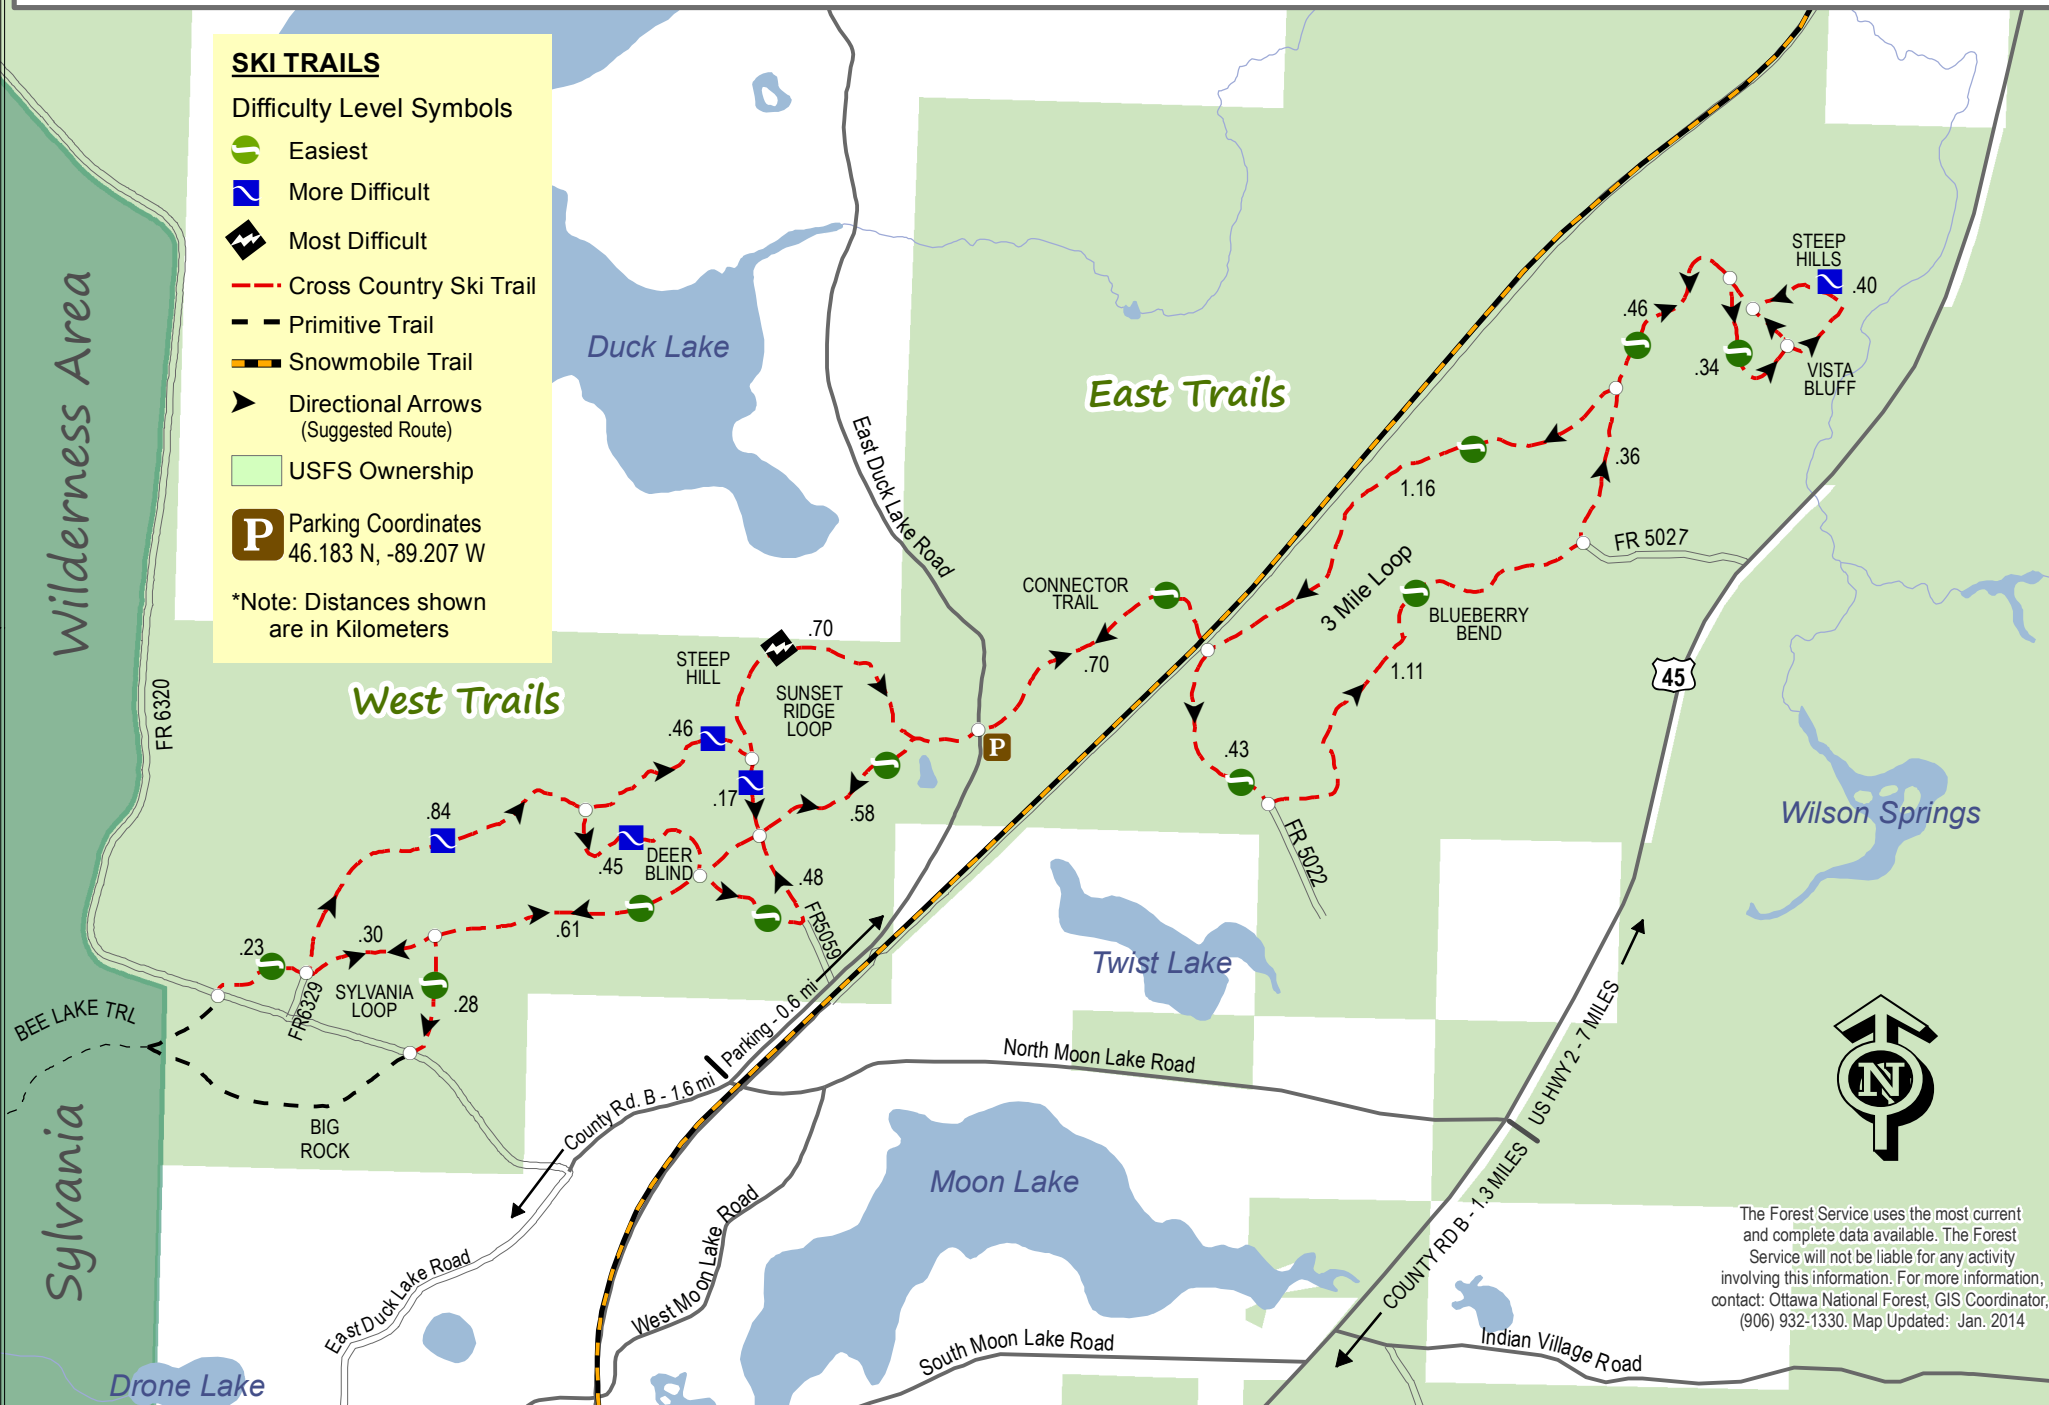 SKI TRAILS
Difficulty Level Symbols
Easiest
More Difficult
Most Difficult
Cross Country Ski Trail
Primitive Trail
Snowmobile Trail
Directional Arrows
(Suggested Route)
USFS Ownership
P
Parking Coordinates
46.183 N, -89.207 W
*Note: Distances shown
are in Kilometers
Wilderness Area
Sylvania
FR 6320
Duck Lake
East Duck Lake Road
East Trails
STEEP
HILLS
.40
.46
.34
VISTA
BLUFF
.36
1.16
FR 5027
3 Mile Loop
BLUEBERRY
BEND
1.11
CONNECTOR
TRAIL
.70
.43
FR 5022
45
Wilson Springs
West Trails
STEEP
HILL
.70
SUNSET
RIDGE
LOOP
P
.46
.17
.58
.84
.45
DEER
BLIND
.48
FR5059
.61
.30
.23
SYLVANIA
LOOP
.28
FR6329
BEE LAKE TRL
BIG
ROCK
Parking - 0.6 mi
County Rd. B - 1.6 mi
Twist Lake
North Moon Lake Road
US HWY 2 - 7 MILES
COUNTY RD B - 1.3 MILES
N
Moon Lake
West Moon Lake Road
East Duck Lake Road
South Moon Lake Road
Indian Village Road
Drone Lake
The Forest Service uses the most current
and complete data available. The Forest
Service will not be liable for any activity
involving this information. For more information,
contact: Ottawa National Forest, GIS Coordinator,
(906) 932-1330. Map Updated: Jan. 2014